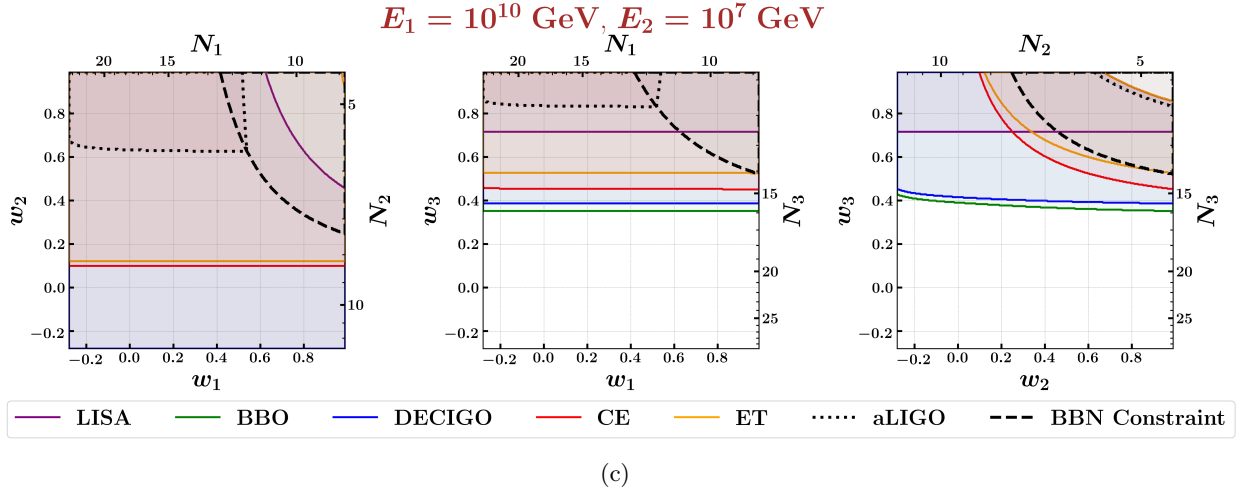 E₁ = 10¹⁰ GeV, E₂ = 10⁷ GeV
N₁ N₁ N₂
20 15 10 20 15 10 10 5
0.8 0.6 0.4 0.2 0.0 −0.2
w₂
5 10
N₂
−0.2 0.0 0.2 0.4 0.6 0.8
w₁
0.8 0.6 0.4 0.2 0.0 −0.2
w₃
15 20 25
N₃
−0.2 0.0 0.2 0.4 0.6 0.8
w₁
0.8 0.6 0.4 0.2 0.0 −0.2
w₃
15 20 25
N₃
−0.2 0.0 0.2 0.4 0.6 0.8
w₂
LISA BBO DECIGO CE ET aLIGO BBN Constraint
(c)